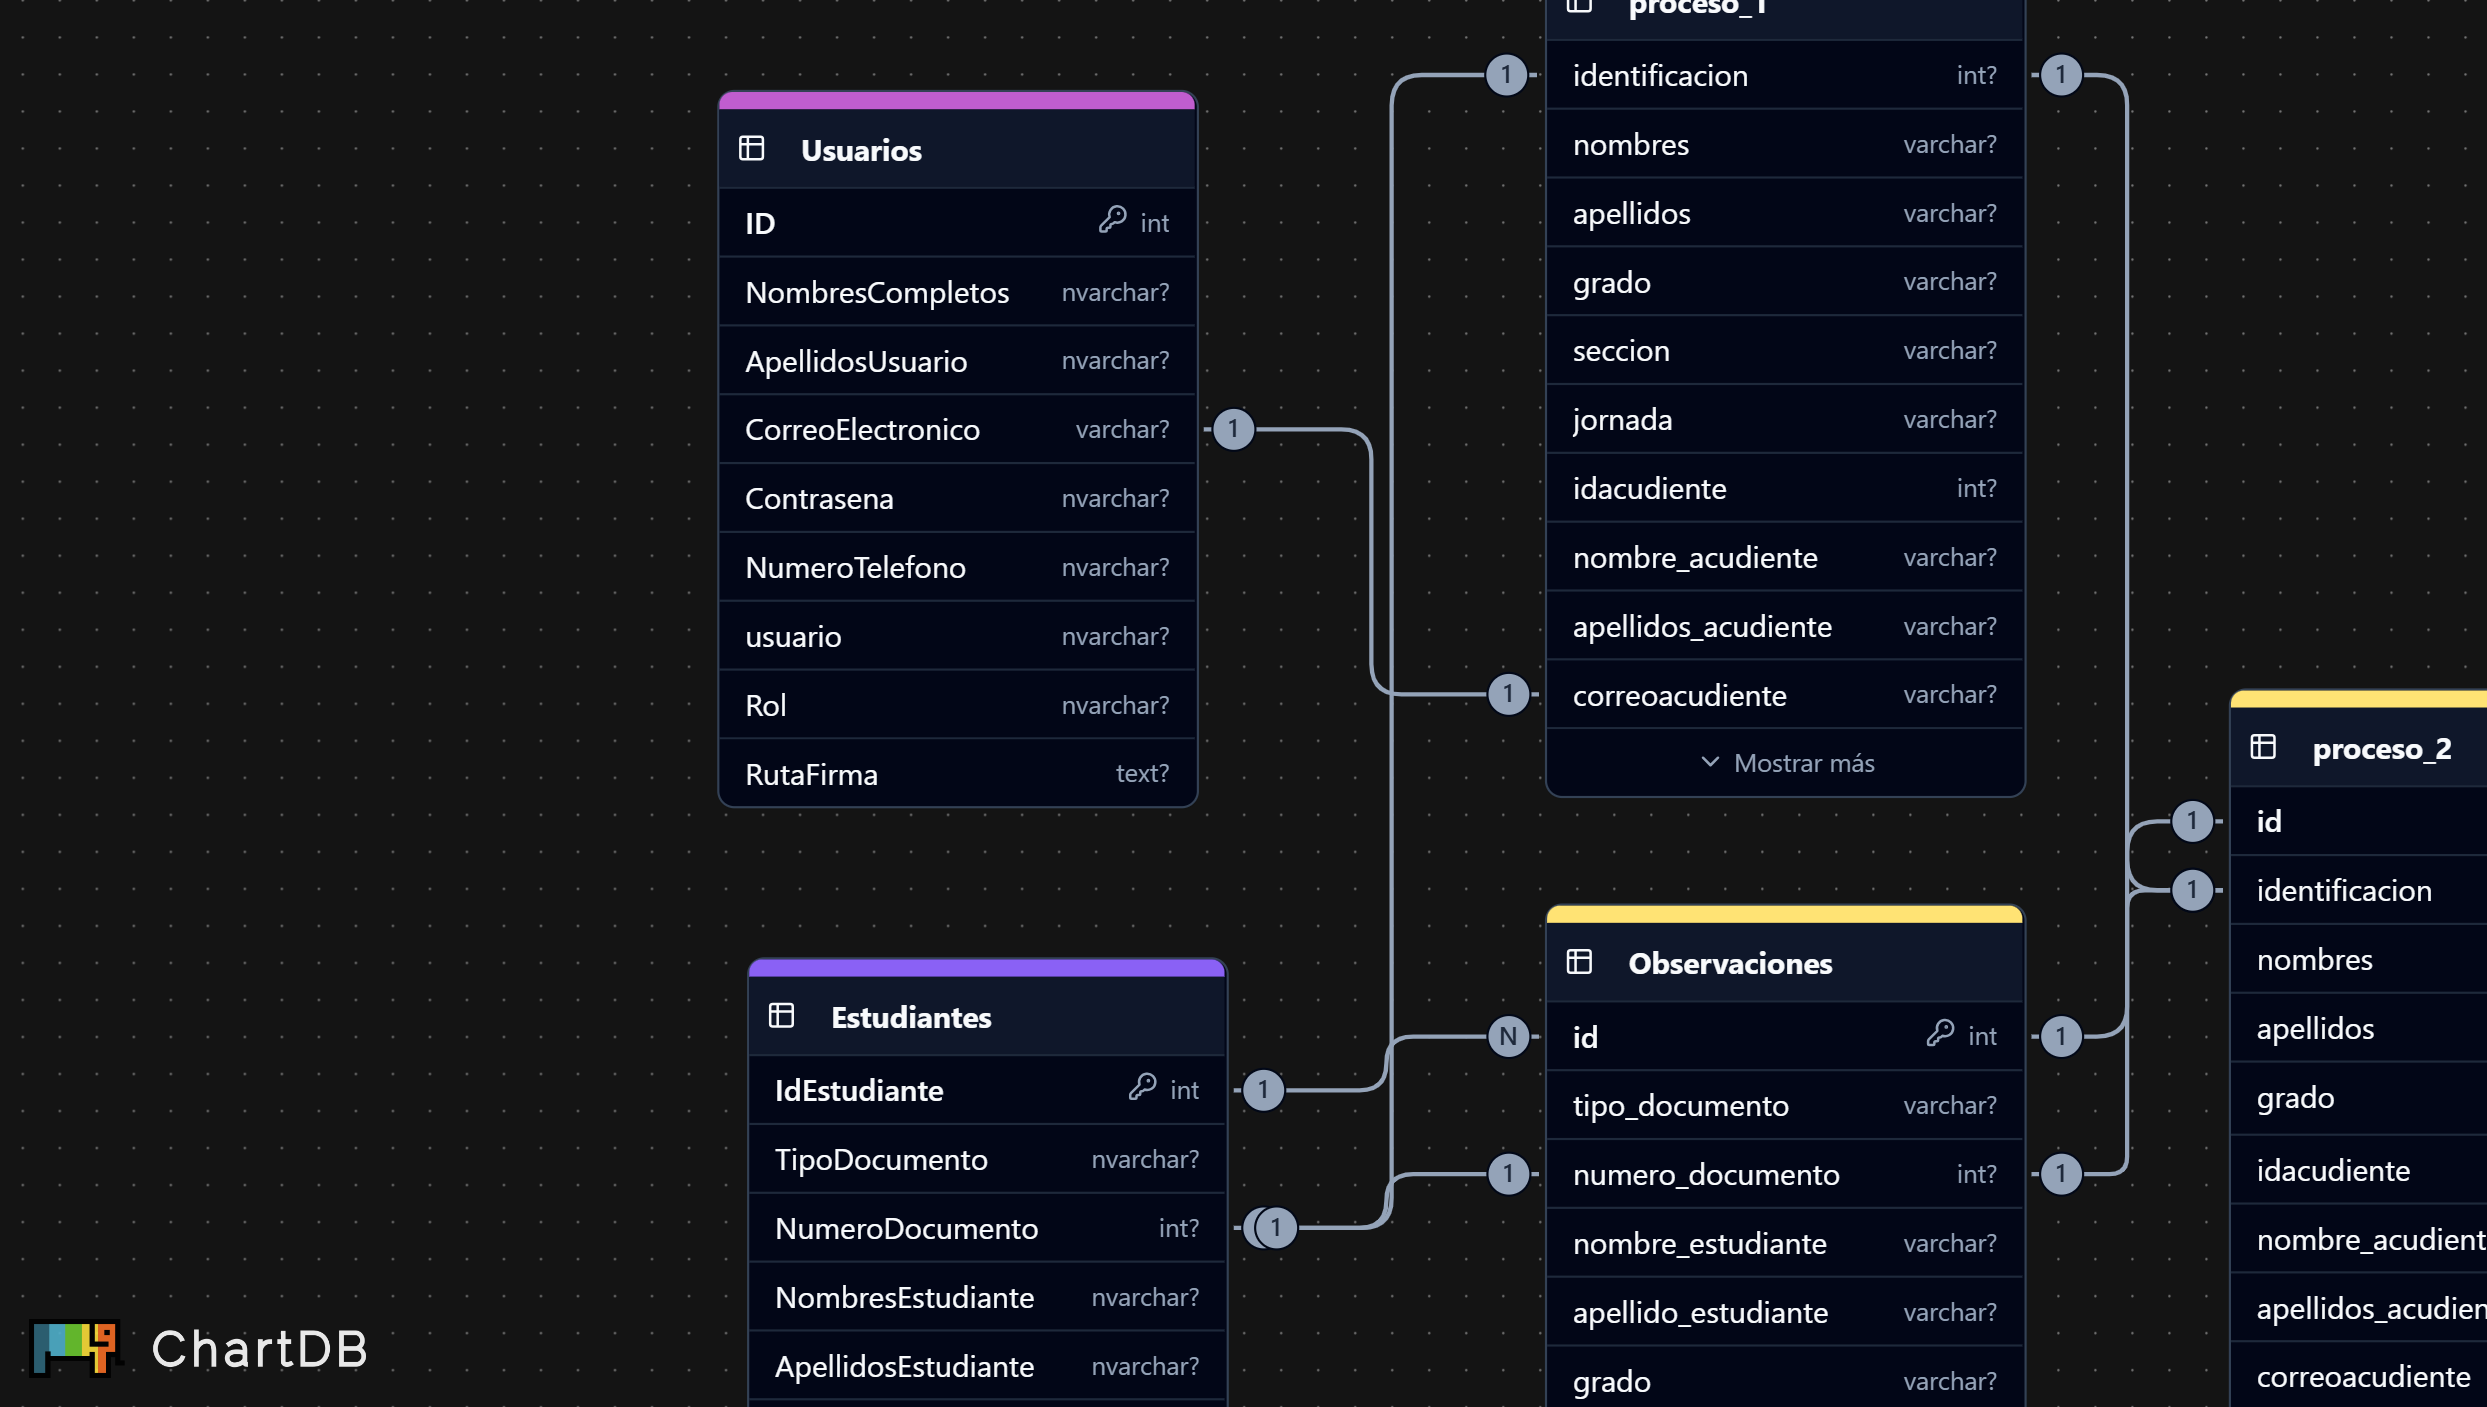 Usuarios
ID int
NombresCompletos nvarchar?
ApellidosUsuario nvarchar?
CorreoElectronico varchar?
Contrasena nvarchar?
NumeroTelefono nvarchar?
usuario nvarchar?
Rol nvarchar?
RutaFirma text?
1
Estudiantes
IdEstudiante int
TipoDocumento nvarchar?
NumeroDocumento int?
NombresEstudiante nvarchar?
ApellidosEstudiante nvarchar?
1
1
proceso_1
1 identificacion int? 1
nombres varchar?
apellidos varchar?
grado varchar?
seccion varchar?
jornada varchar?
idacudiente int?
nombre_acudiente varchar?
apellidos_acudiente varchar?
1 correoacudiente varchar?
Mostrar más
Observaciones
N id int 1
tipo_documento varchar?
1 numero_documento int? 1
nombre_estudiante varchar?
apellido_estudiante varchar?
grado varchar?
proceso_2
1 id
1 identificacion
nombres
apellidos
grado
idacudiente
nombre_acudient
apellidos_acudien
correoacudiente
ChartDB